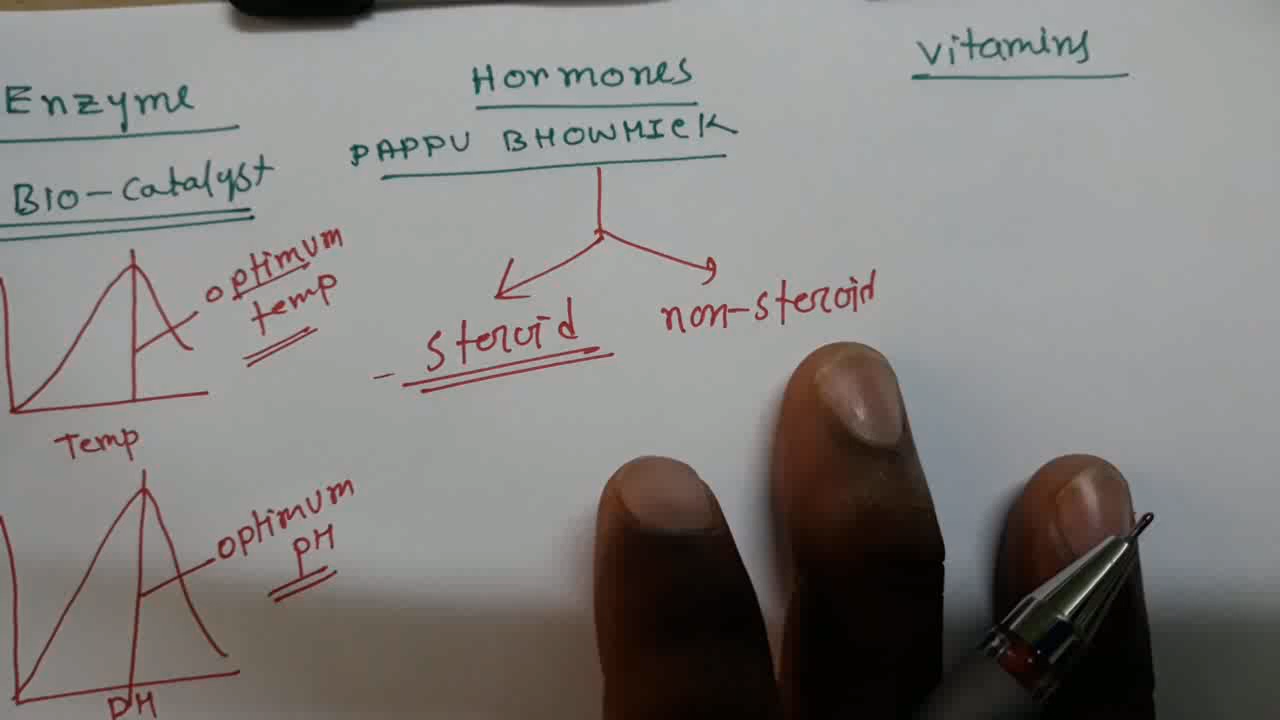 Enzyme
Bio-Catalyst
optimum
temp
Temp
optimum
pH
pH
Hormones
PAPPU BHOWMICK
steroid
non-steroid
Vitamins